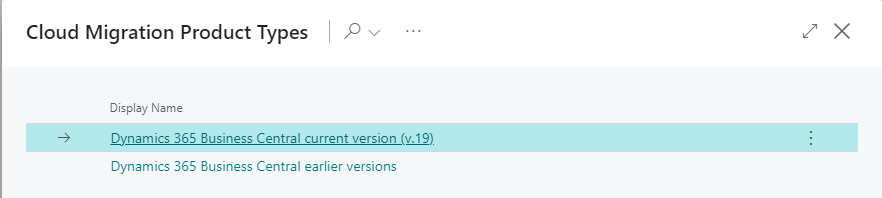 Cloud Migration Product Types
Display Name
Dynamics 365 Business Central current version (v.19)
Dynamics 365 Business Central earlier versions